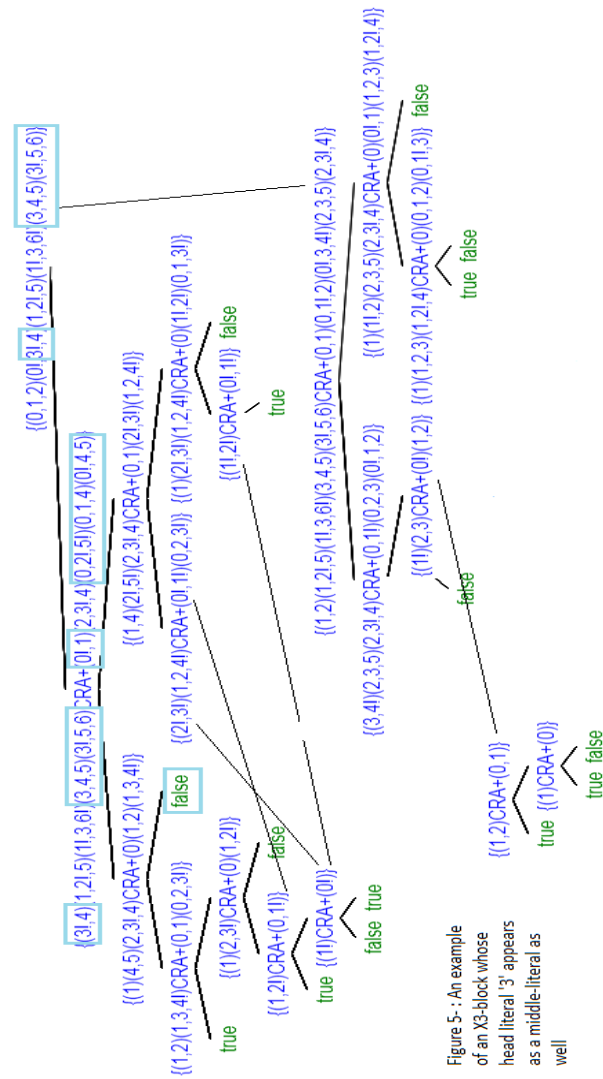 {(0,1,2)(0!,3!,4)(1,2!,5)(1!,3,6!)(3,4,5)(3!,5,6)}
{(3!,4)(1,2!,5)(1!,3,6!)(3,4,5)(3!,5,6)CRA+(0!,1)(2,3!,4)(0,2!,5!)(0,1,4)(0!,4,5)}
{(1)(4,5)(2,3!,4)CRA+(0)(1,2)(1,3,4!)}
{(1,4)(2!,5!)(2,3!,4)CRA+(0,1)(2!,3!)(1,2,4!)}
{(1,2)(1,3,4!)CRA+(0,1)(0,2,3!)}
false
{(2!,3!)(1,2,4!)CRA+(0!,1!)(0,2,3!)}
{(1)(2!,3!)(1,2,4!)CRA+(0)(1!,2!)(0,1,3!)}
true
{(1)(2,3!)CRA+(0)(1,2!)}
{(1!,2!)CRA+(0!,1!)}
false
{(1,2!)CRA+(0,1!)}
false
true
true
{(1!)CRA+(0!)}
false true
{(1,2)(1,2!,5)(1!,3,6!)(3,4,5)(3!,5,6)CRA+(0,1)(0,1!,2)(0!,3,4!)(2,3,5)(2,3!,4)}
{(3,4!)(2,3,5)(2,3!,4)CRA+(0,1!)(0,2,3)(0!,1,2)}
{(1)(1!,2)(2,3,5)(2,3!,4)CRA+(0)(0!,1)(1,2,3)(1,2!,4)}
{(1!)(2,3)CRA+(0!)(1,2)}
{(1)(1,2,3)(1,2!,4)CRA+(0)(0,1,2)(0,1!,3)}
false
false
true false
{(1,2)CRA+(0,1)}
true
{(1)CRA+(0)}
true false
Figure 5- : An example
of an X3-block whose
head literal '3' appears
as a middle-literal as
well